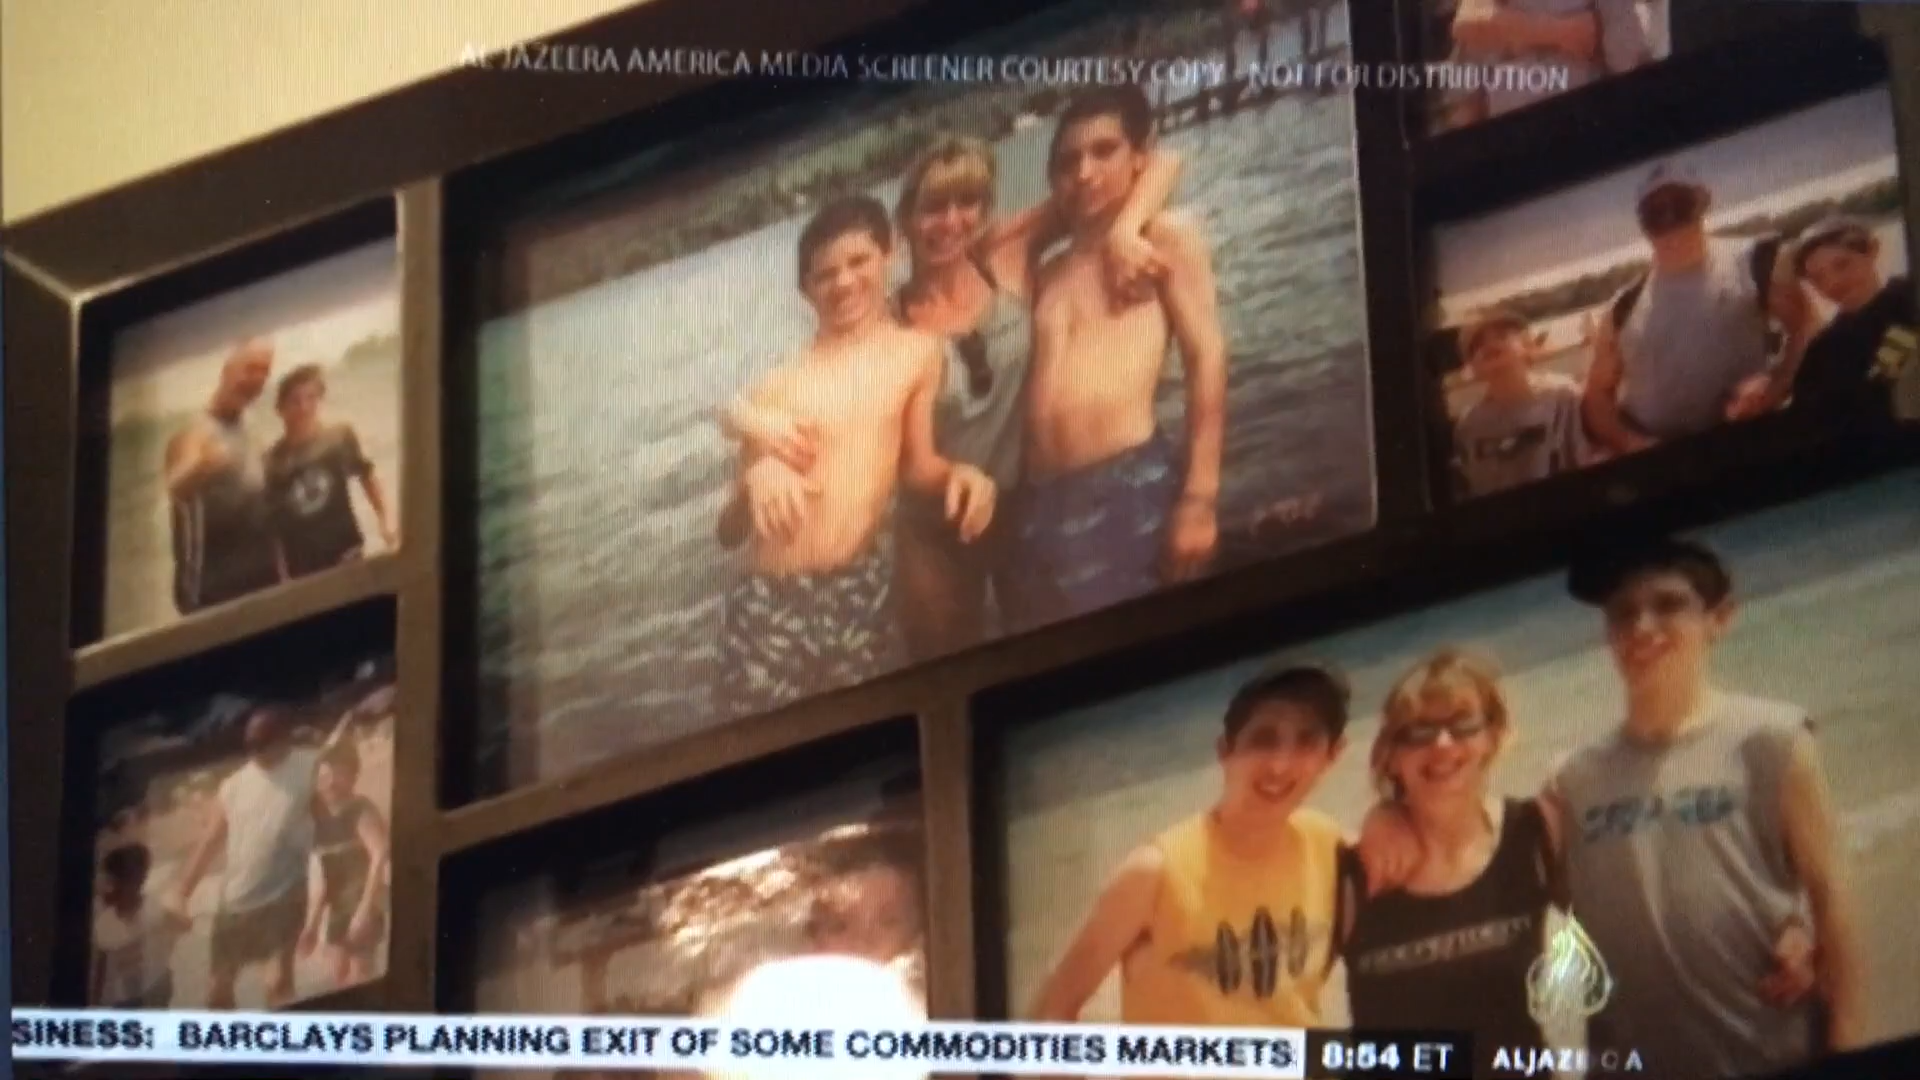 AL JAZEERA AMERICA MEDIA SCREENER COURTESY COPY - NOT FOR DISTRIBUTION
SINESS: BARCLAYS PLANNING EXIT OF SOME COMMODITIES MARKETS
8:54 ET